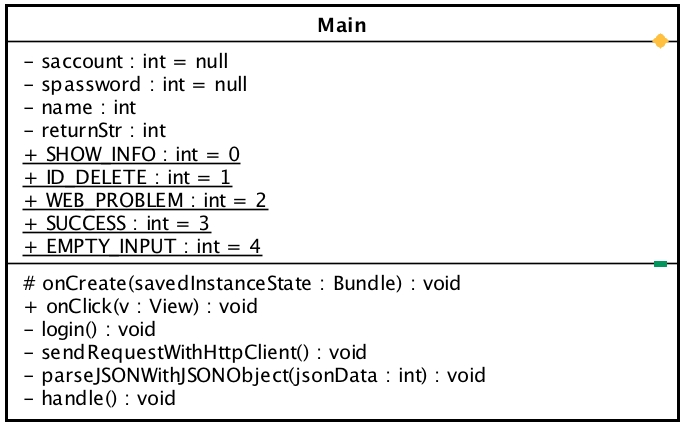 Main
- saccount : int = null
- spassword : int = null
- name : int
- returnStr : int
+ SHOW_INFO : int = 0
+ ID_DELETE : int = 1
+ WEB_PROBLEM : int = 2
+ SUCCESS : int = 3
+ EMPTY_INPUT : int = 4
# onCreate(savedInstanceState : Bundle) : void
+ onClick(v : View) : void
- login() : void
- sendRequestWithHttpClient() : void
- parseJSONWithJSONObject(jsonData : int) : void
- handle() : void